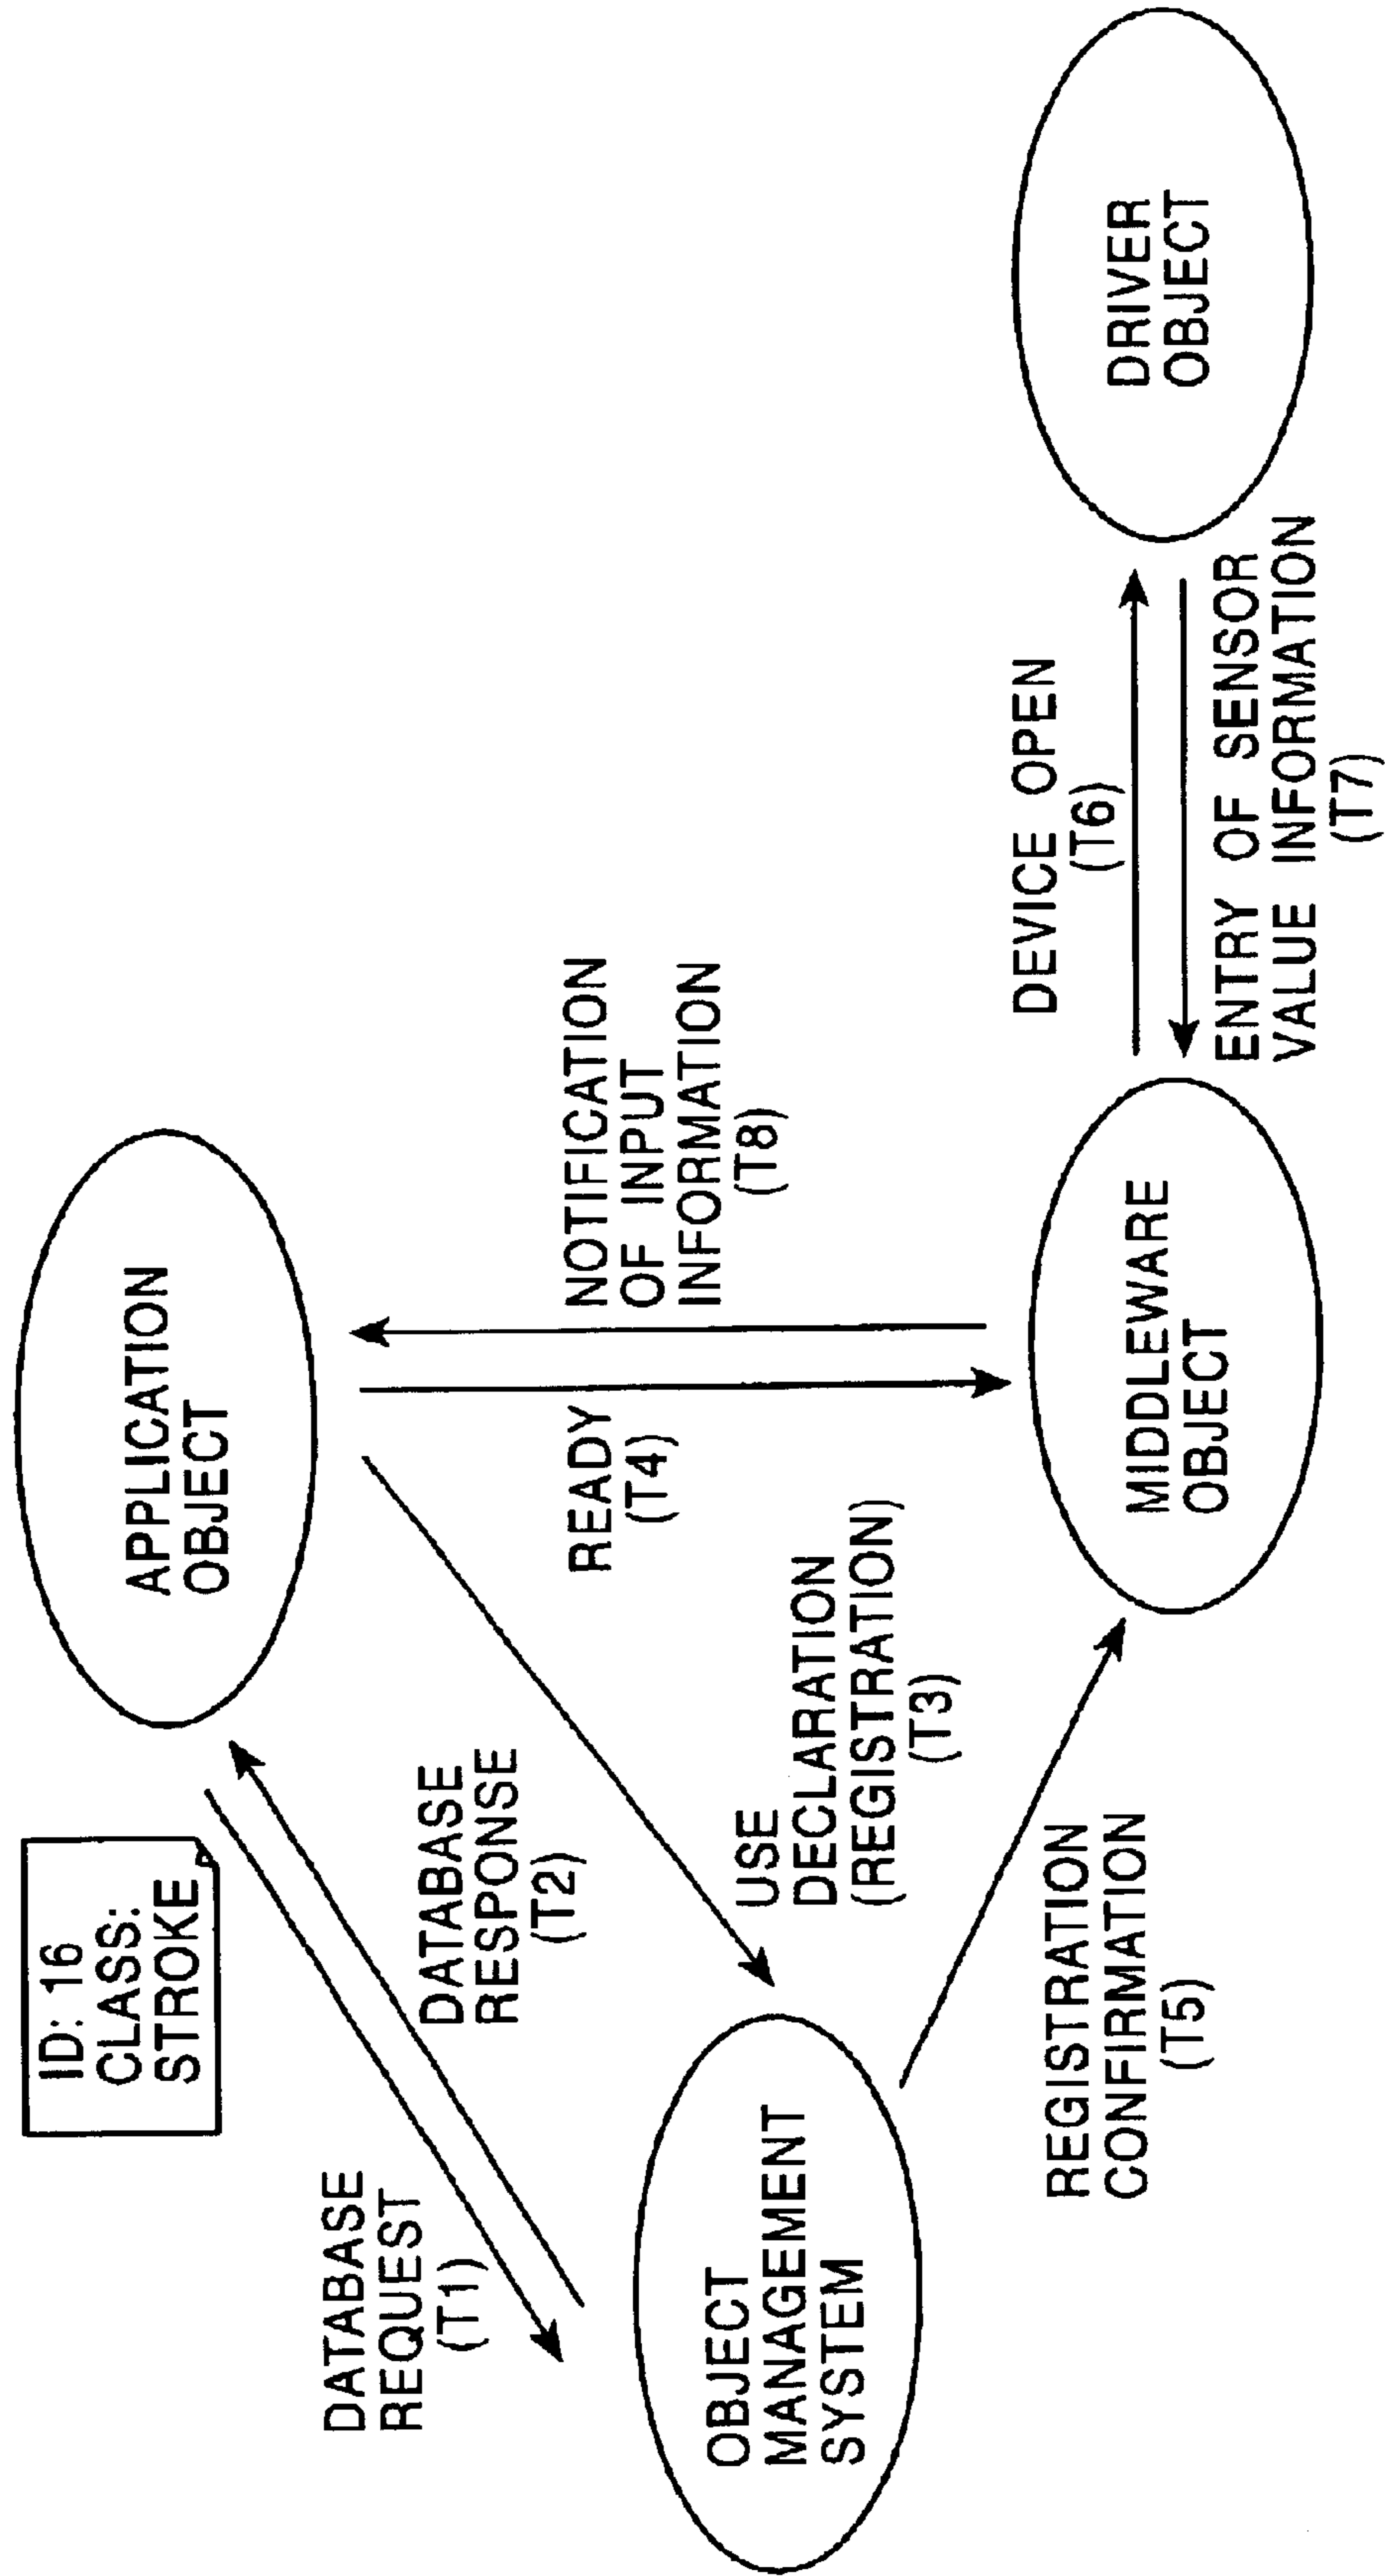 ID: 16
CLASS:
STROKE
APPLICATION
OBJECT
DATABASE
REQUEST
(T1)
DATABASE
RESPONSE
(T2)
READY
(T4)
NOTIFICATION
OF INPUT
INFORMATION
(T8)
OBJECT
MANAGEMENT
SYSTEM
USE
DECLARATION
(REGISTRATION)
(T3)
REGISTRATION
CONFIRMATION
(T5)
MIDDLEWARE
OBJECT
DEVICE OPEN
(T6)
ENTRY OF SENSOR
VALUE INFORMATION
(T7)
DRIVER
OBJECT